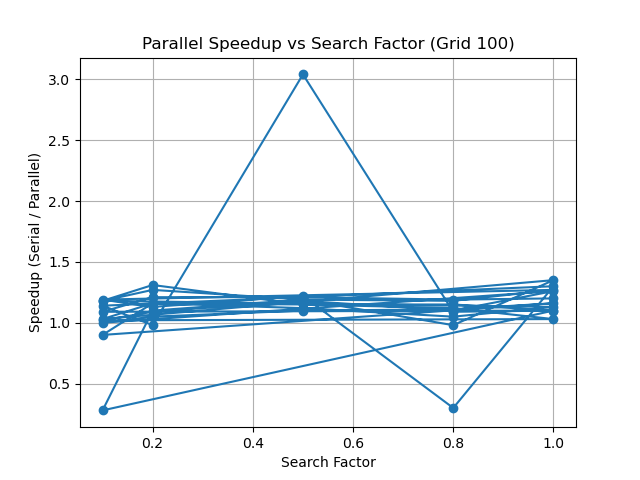 Parallel Speedup vs Search Factor (Grid 100)
Speedup (Serial / Parallel)
3.0
2.5
2.0
1.5
1.0
0.5
0.2 0.4 0.6 0.8 1.0
Search Factor